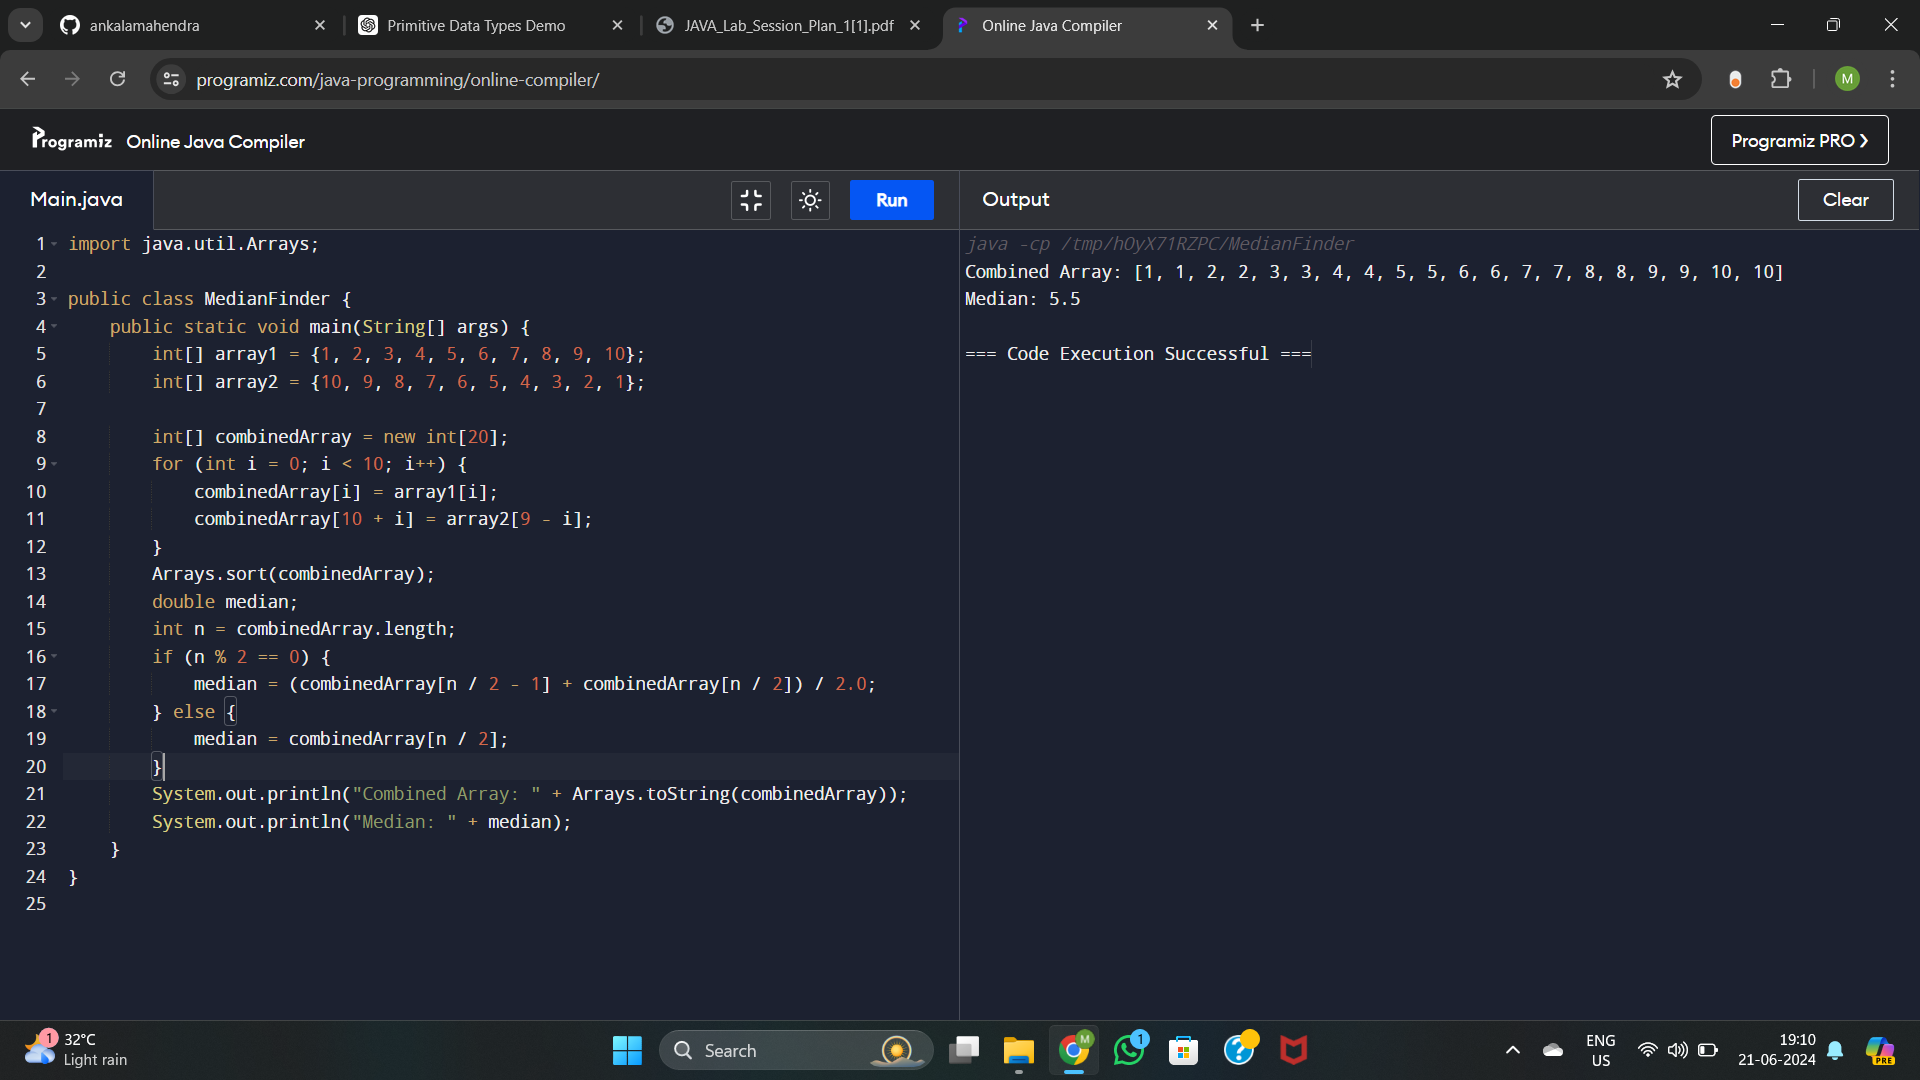 ankalamahendra
Primitive Data Types Demo
JAVA_Lab_Session_Plan_1[1].pdf
Online Java Compiler
programiz.com/java-programming/online-compiler/
M
Programiz Online Java Compiler
Programiz PRO
Main.java
Run
Output
Clear
1 import java.util.Arrays;
2
3 public class MedianFinder {
4 public static void main(String[] args) {
5 int[] array1 = {1, 2, 3, 4, 5, 6, 7, 8, 9, 10};
6 int[] array2 = {10, 9, 8, 7, 6, 5, 4, 3, 2, 1};
7
8 int[] combinedArray = new int[20];
9 for (int i = 0; i < 10; i++) {
10 combinedArray[i] = array1[i];
11 combinedArray[10 + i] = array2[9 - i];
12 }
13 Arrays.sort(combinedArray);
14 double median;
15 int n = combinedArray.length;
16 if (n % 2 == 0) {
17 median = (combinedArray[n / 2 - 1] + combinedArray[n / 2]) / 2.0;
18 } else {
19 median = combinedArray[n / 2];
20 }
21 System.out.println("Combined Array: " + Arrays.toString(combinedArray));
22 System.out.println("Median: " + median);
23 }
24 }
25
java -cp /tmp/hOyX71RZPC/MedianFinder
Combined Array: [1, 1, 2, 2, 3, 3, 4, 4, 5, 5, 6, 6, 7, 7, 8, 8, 9, 9, 10, 10]
Median: 5.5
=== Code Execution Successful ===
1
32°C
Light rain
Search
M
1
ENG
US
19:10
21-06-2024
PRE